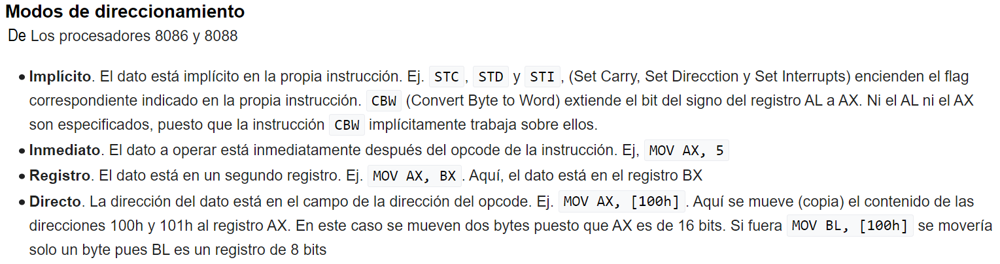 Modos de direccionamiento
De Los procesadores 8086 y 8088
• Implícito. El dato está implícito en la propia instrucción. Ej. STC, STD y STI, (Set Carry, Set Direcction y Set Interrupts) encienden el flag
correspondiente indicado en la propia instrucción. CBW (Convert Byte to Word) extiende el bit del signo del registro AL a AX. Ni el AL ni el AX
son especificados, puesto que la instrucción CBW implícitamente trabaja sobre ellos.
• Inmediato. El dato a operar está inmediatamente después del opcode de la instrucción. Ej, MOV AX, 5
• Registro. El dato está en un segundo registro. Ej. MOV AX, BX. Aquí, el dato está en el registro BX
• Directo. La dirección del dato está en el campo de la dirección del opcode. Ej. MOV AX, [100h]. Aquí se mueve (copia) el contenido de las
direcciones 100h y 101h al registro AX. En este caso se mueven dos bytes puesto que AX es de 16 bits. Si fuera MOV BL, [100h] se movería
solo un byte pues BL es un registro de 8 bits